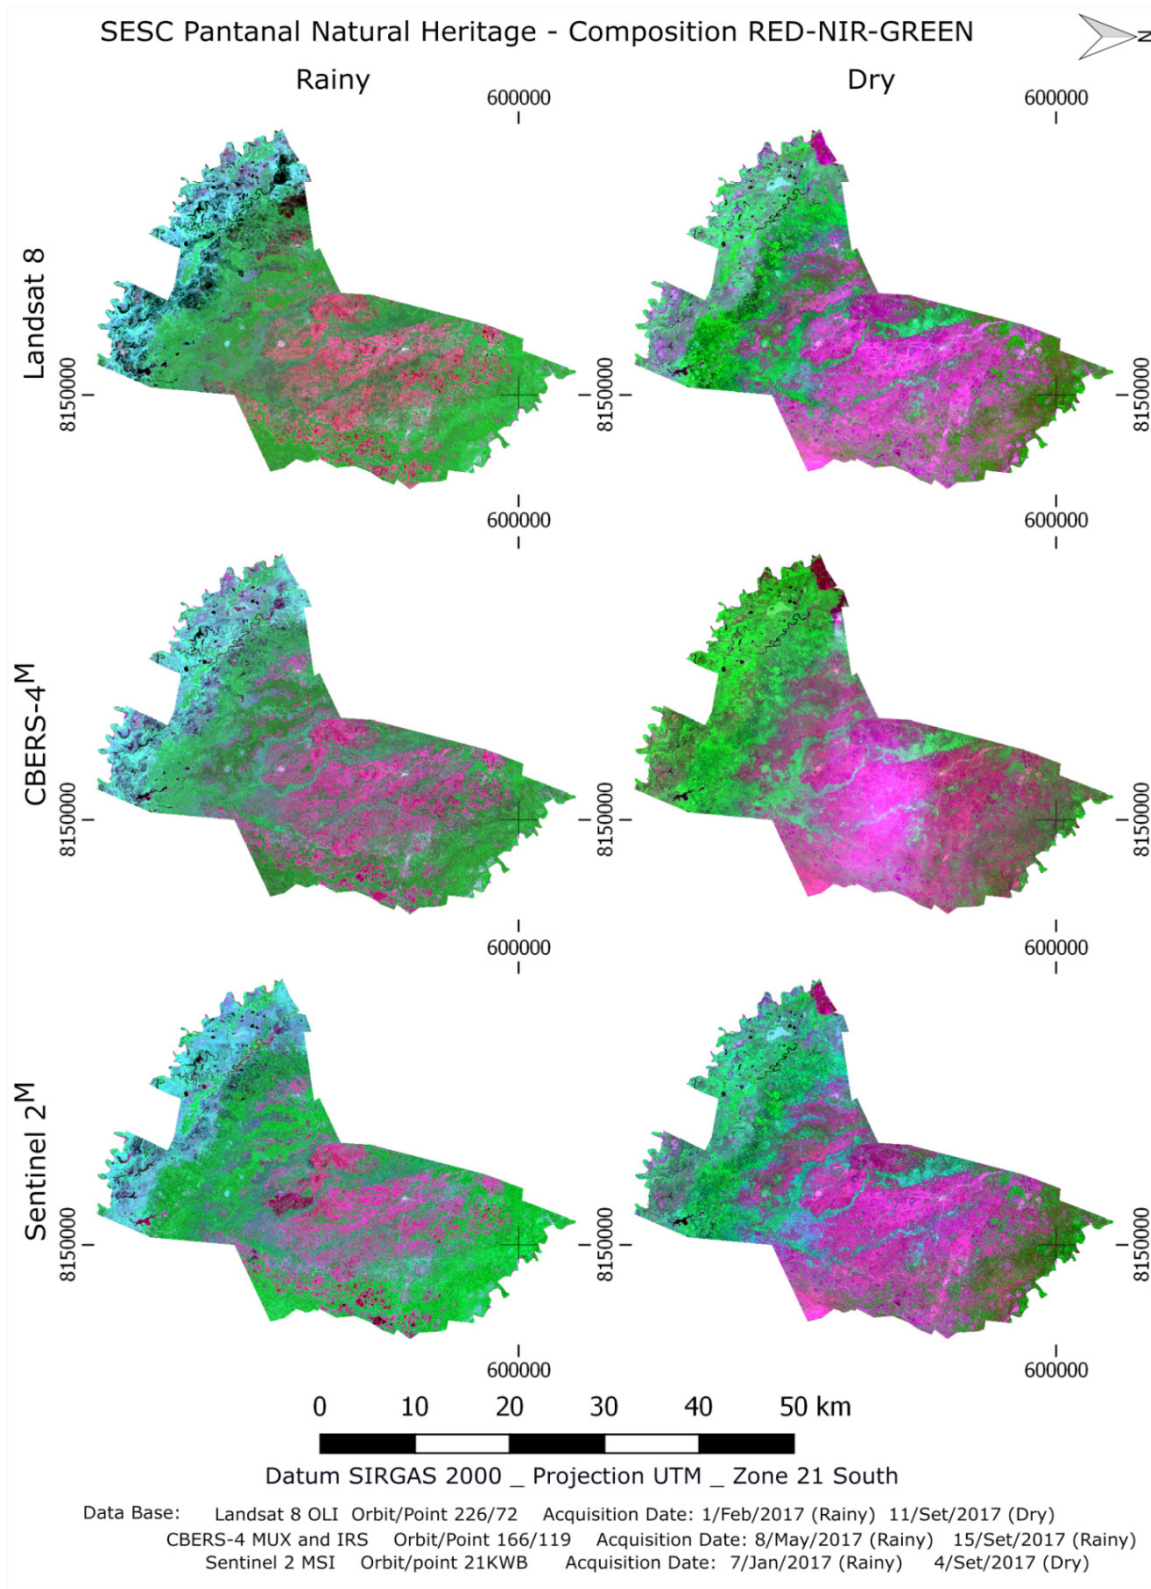 SESC Pantanal Natural Heritage - Composition RED-NIR-GREEN
N
Rainy
Dry
600000
600000
Landsat 8
8150000
8150000
8150000
600000
600000
CBERS-4M
8150000
8150000
8150000
600000
600000
Sentinel 2M
8150000
8150000
8150000
600000
600000
0 10 20 30 40 50 km
Datum SIRGAS 2000 _ Projection UTM _ Zone 21 South
Data Base: Landsat 8 OLI Orbit/Point 226/72 Acquisition Date: 1/Feb/2017 (Rainy) 11/Set/2017 (Dry)
CBERS-4 MUX and IRS Orbit/Point 166/119 Acquisition Date: 8/May/2017 (Rainy) 15/Set/2017 (Rainy)
Sentinel 2 MSI Orbit/point 21KWB Acquisition Date: 7/Jan/2017 (Rainy) 4/Set/2017 (Dry)